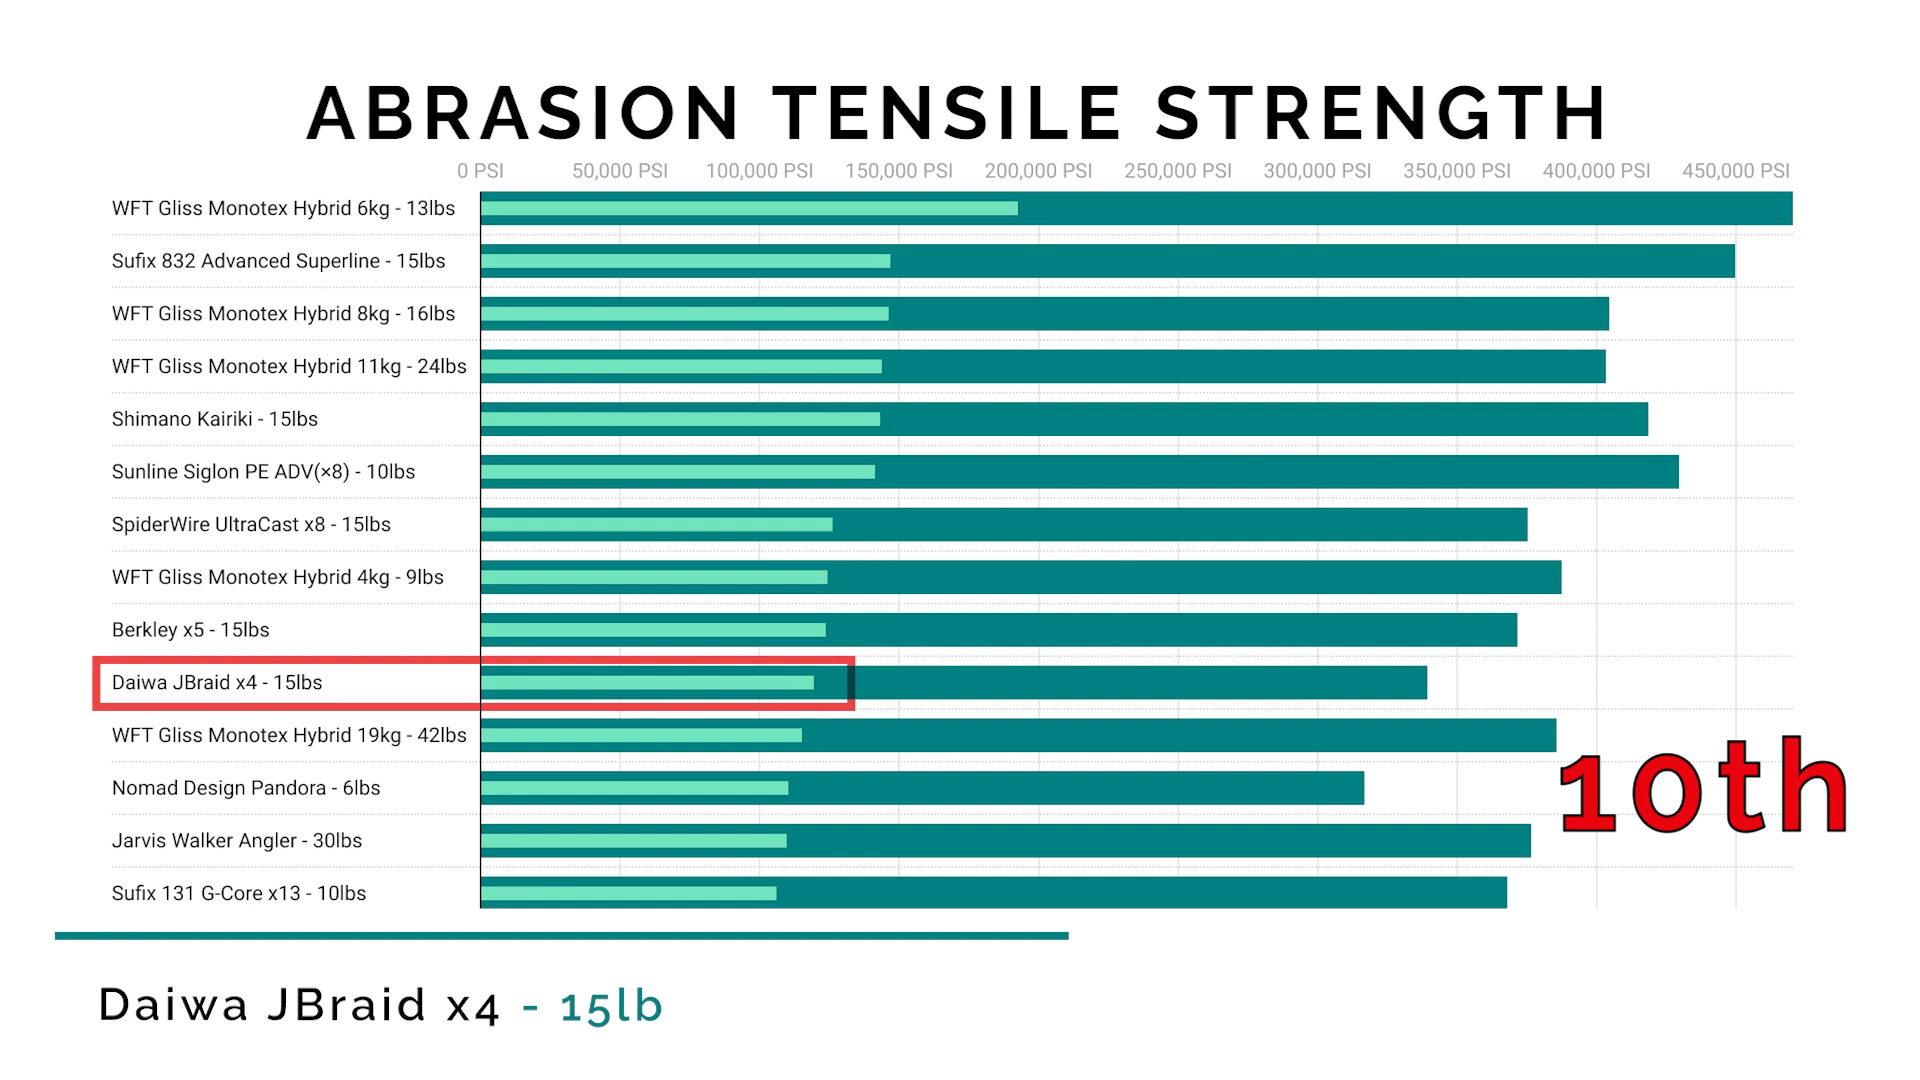 ABRASION TENSILE STRENGTH
0 PSI 50,000 PSI 100,000 PSI 150,000 PSI 200,000 PSI 250,000 PSI 300,000 PSI 350,000 PSI 400,000 PSI 450,000 PSI
WFT Gliss Monotex Hybrid 6kg - 13lbs
Sufix 832 Advanced Superline - 15lbs
WFT Gliss Monotex Hybrid 8kg - 16lbs
WFT Gliss Monotex Hybrid 11kg - 24lbs
Shimano Kairiki - 15lbs
Sunline Siglon PE ADV(×8) - 10lbs
SpiderWire UltraCast x8 - 15lbs
WFT Gliss Monotex Hybrid 4kg - 9lbs
Berkley x5 - 15lbs
Daiwa JBraid x4 - 15lbs
WFT Gliss Monotex Hybrid 19kg - 42lbs
Nomad Design Pandora - 6lbs
Jarvis Walker Angler - 30lbs
Sufix 131 G-Core x13 - 10lbs
10th
Daiwa JBraid x4 - 15lb